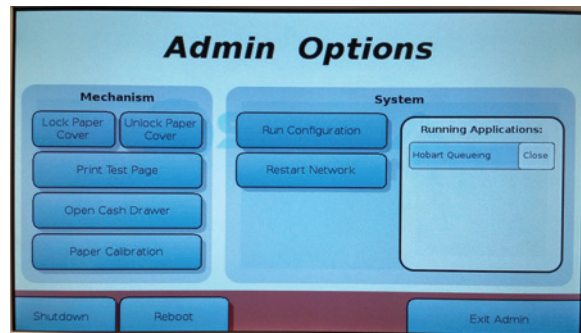 Admin Options
Mechanism
Lock Paper
Cover
Unlock Paper
Cover
Print Test Page
Open Cash Drawer
Paper Calibration
System
Run Configuration
Restart Network
Running Applications:
Hobart Queueing
Close
Shutdown
Reboot
Exit Admin